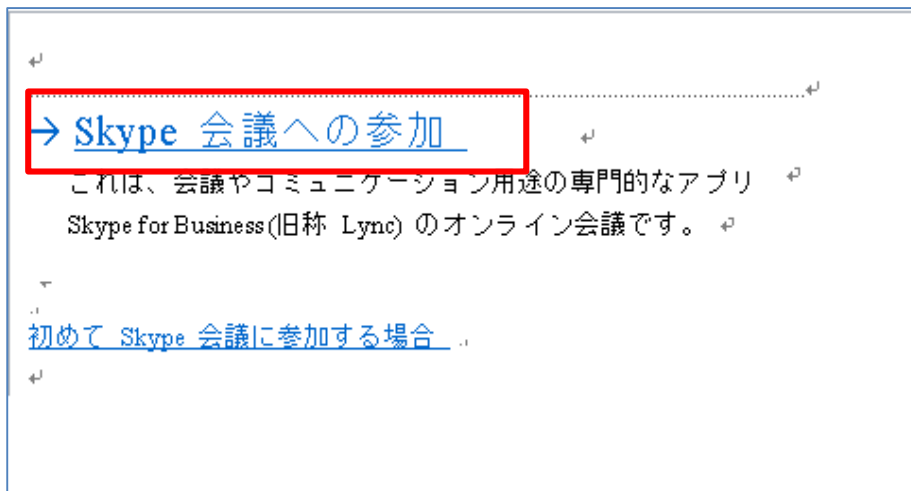 → Skype 会議への参加
これは、会議やコミュニケーション用途の専門的なアプリ
Skype for Business(旧称 Lync) のオンライン会議です。
初めて Skype 会議に参加する場合